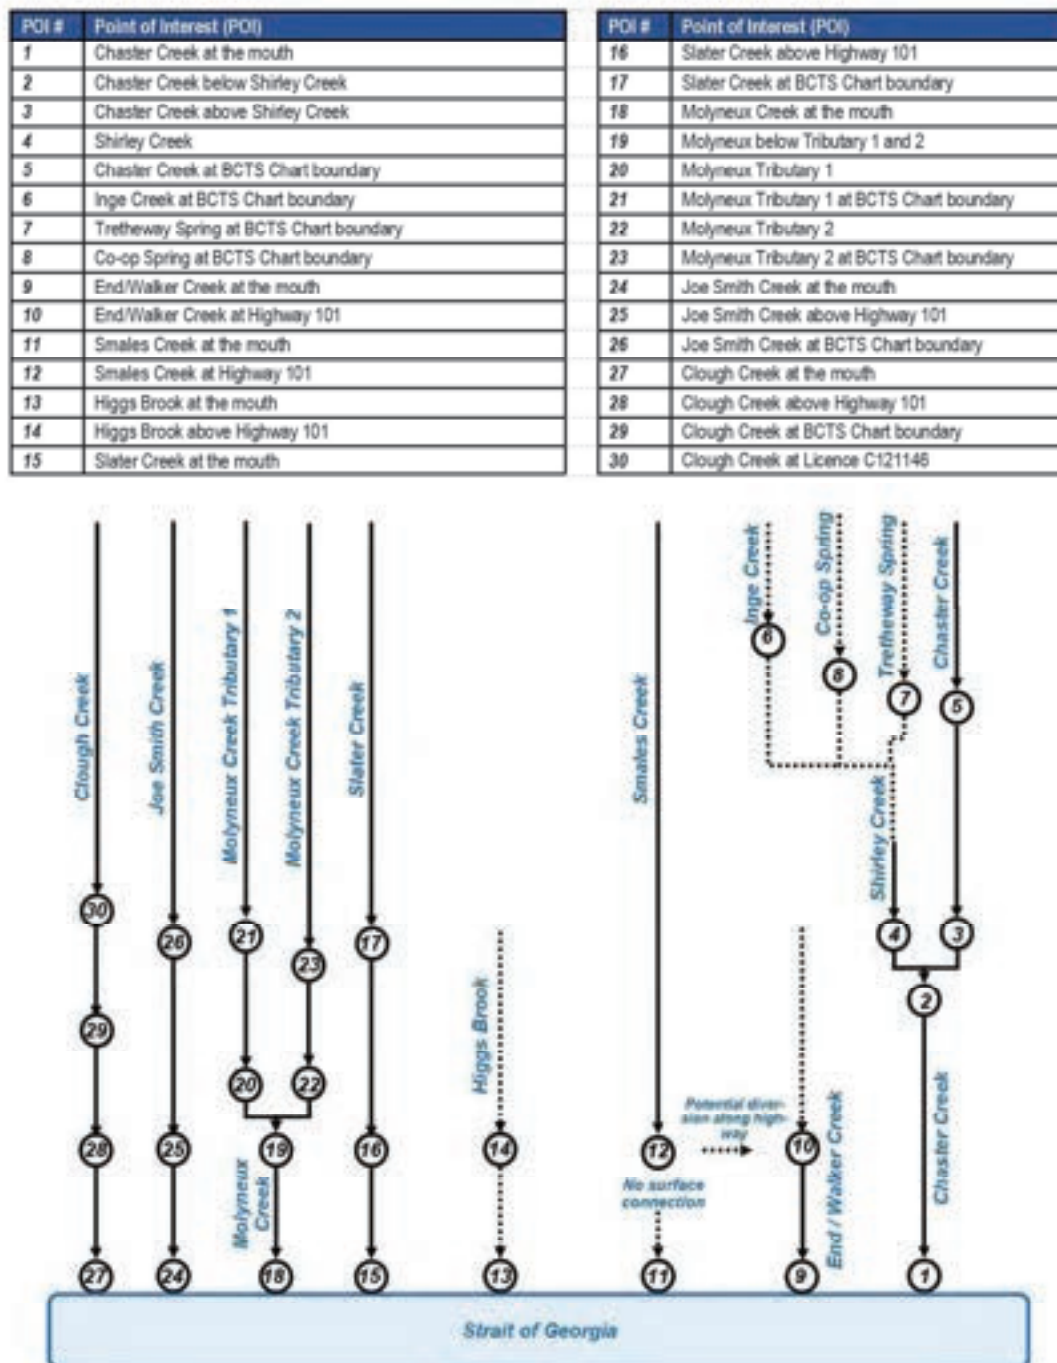 POI # Point of Interest (POI)
1 Chaster Creek at the mouth
2 Chaster Creek below Shirley Creek
3 Chaster Creek above Shirley Creek
4 Shirley Creek
5 Chaster Creek at BCTS Chart boundary
6 Inge Creek at BCTS Chart boundary
7 Tretheway Spring at BCTS Chart boundary
8 Co-op Spring at BCTS Chart boundary
9 End/Walker Creek at the mouth
10 End/Walker Creek at Highway 101
11 Smales Creek at the mouth
12 Smales Creek at Highway 101
13 Higgs Brook at the mouth
14 Higgs Brook above Highway 101
15 Slater Creek at the mouth
POI # Point of Interest (POI)
16 Slater Creek above Highway 101
17 Slater Creek at BCTS Chart boundary
18 Molyneux Creek at the mouth
19 Molyneux below Tributary 1 and 2
20 Molyneux Tributary 1
21 Molyneux Tributary 1 at BCTS Chart boundary
22 Molyneux Tributary 2
23 Molyneux Tributary 2 at BCTS Chart boundary
24 Joe Smith Creek at the mouth
25 Joe Smith Creek above Highway 101
26 Joe Smith Creek at BCTS Chart boundary
27 Clough Creek at the mouth
28 Clough Creek above Highway 101
29 Clough Creek at BCTS Chart boundary
30 Clough Creek at Licence C121146
Clough Creek
30
29
28
27
Joe Smith Creek
26
25
24
Molyneux Creek Tributary 1
21
20
Molyneux Creek Tributary 2
23
22
19
Molyneux
Creek
18
Slater Creek
17
16
15
Higgs Brook
14
13
Smales Creek
12
No surface
connection
11
Potential diver-
sion along high-
way
10
End / Walker Creek
9
Inge Creek
6
Co-op Spring
8
Tretheway Spring
7
Chaster Creek
5
Shirley Creek
4
3
2
Chaster Creek
1
Strait of Georgia